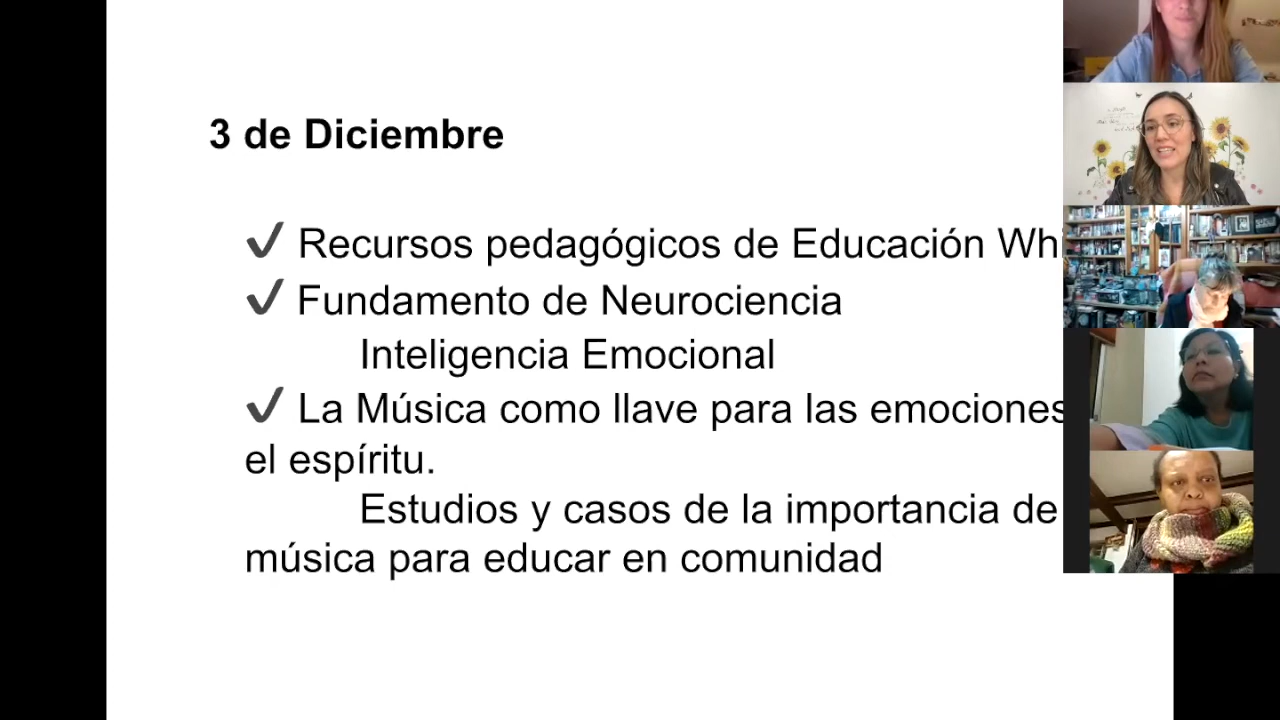 3 de Diciembre
✔ Recursos pedagógicos de Educación
✔ Fundamento de Neurociencia
Inteligencia Emocional
✔ La Música como llave para las emociones
el espíritu.
Estudios y casos de la importancia de
música para educar en comunidad